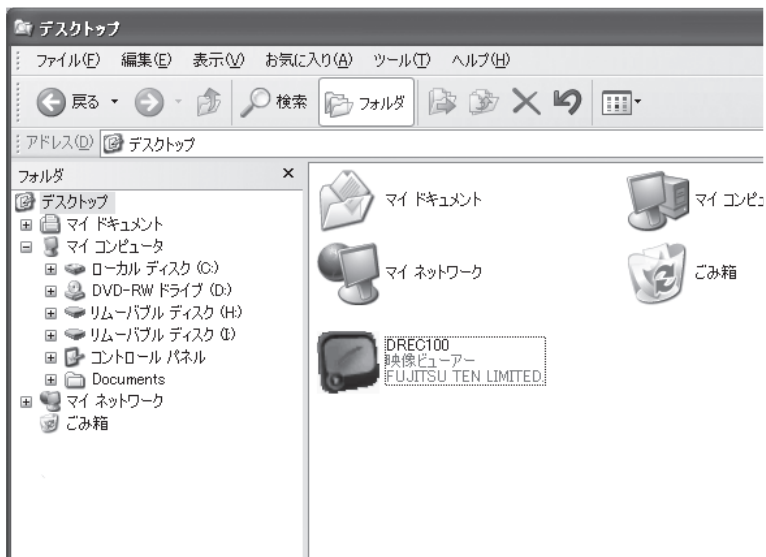 デスクトップ
ファイル(F) 編集(E) 表示(V) お気に入り(A) ツール(T) ヘルプ(H)
戻る 検索 フォルダ
アドレス(D) デスクトップ
フォルダ ×
デスクトップ
マイ ドキュメント
マイ コンピュータ
ローカル ディスク (C:)
DVD-RW ドライブ (D:)
リムーバブル ディスク (H:)
リムーバブル ディスク (I:)
コントロール パネル
Documents
マイ ネットワーク
ごみ箱
マイ ドキュメント
マイ コンピュ
マイ ネットワーク
ごみ箱
DREC100
映像ビューアー
FUJITSU TEN LIMITED.